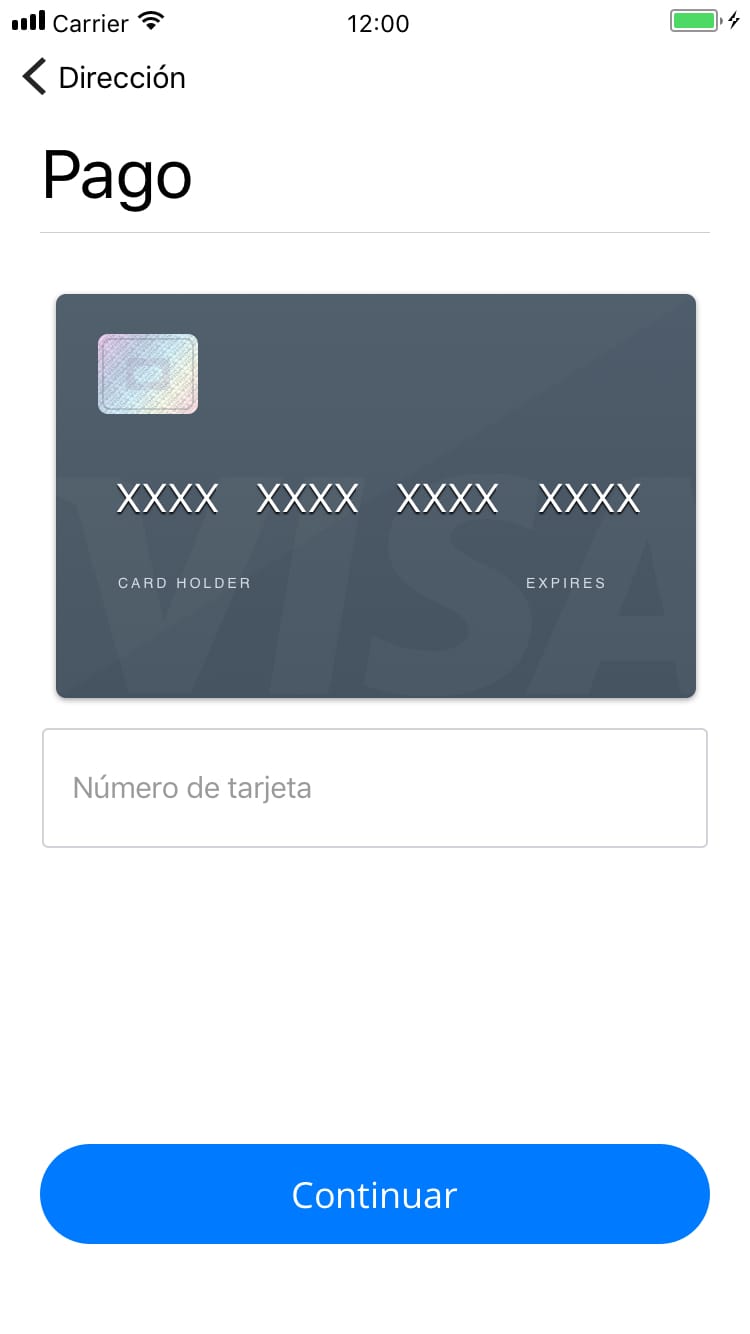 Carrier 12:00
Dirección
Pago
XXXX XXXX XXXX XXXX
CARD HOLDER EXPIRES
VISA
Número de tarjeta
Continuar